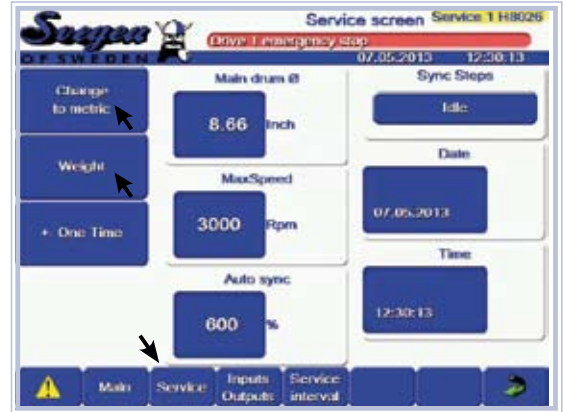 Svegea
OF SWEDEN
Service screen
Service 1 H8026
Drive 1 emergency stop
07.05.2013 12:30:13
Change
to metric
Weight
+ One Time
Main drum Ø
8.66 Inch
MaxSpeed
3000 Rpm
Auto sync
600 %
Sync Steps
Idle
Date
07.05.2013
Time
12:30:13
Main
Service
Inputs
Outputs
Service
interval